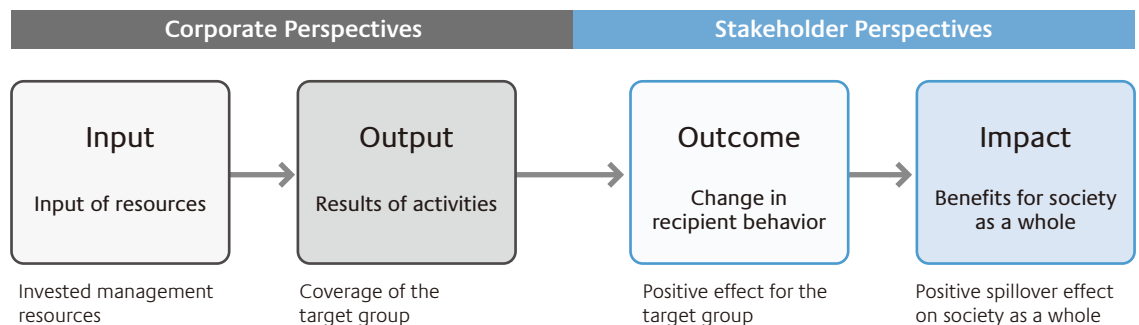 Corporate Perspectives
Stakeholder Perspectives
Input
Input of resources
Invested management
resources
Output
Results of activities
Coverage of the
target group
Outcome
Change in
recipient behavior
Positive effect for the
target group
Impact
Benefits for society
as a whole
Positive spillover effect
on society as a whole